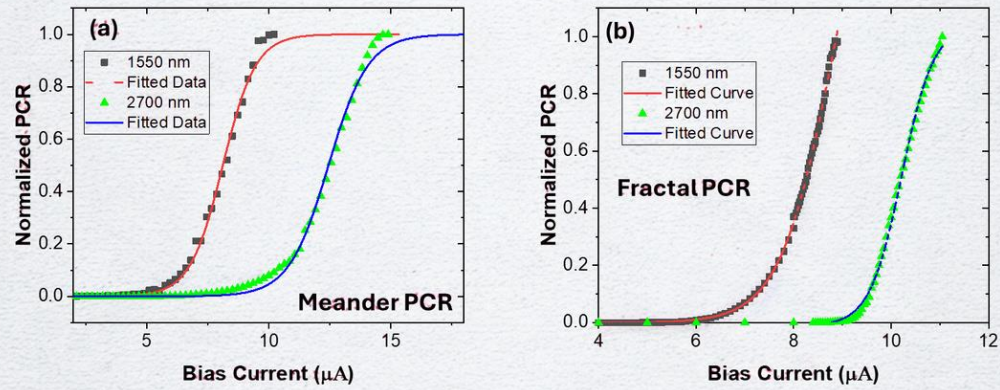 (a)
1550 nm
Fitted Data
2700 nm
Fitted Data
Meander PCR
Normalized PCR
1.0
0.8
0.6
0.4
0.2
0.0
5
10
15
Bias Current (μA)
(b)
1550 nm
Fitted Curve
2700 nm
Fitted Curve
Fractal PCR
Normalized PCR
1.0
0.8
0.6
0.4
0.2
0.0
4
6
8
10
12
Bias Current (μA)